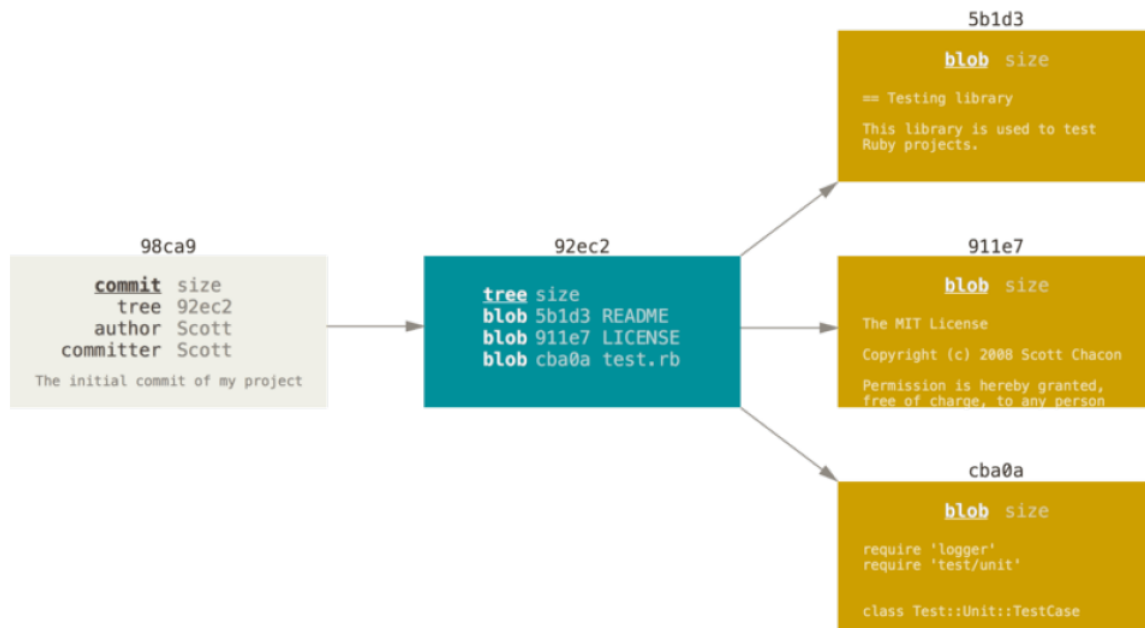 98ca9
commit size
tree 92ec2
author Scott
committer Scott
The initial commit of my project
92ec2
tree size
blob 5b1d3 README
blob 911e7 LICENSE
blob cba0a test.rb
5b1d3
blob size
== Testing library
This library is used to test
Ruby projects.
911e7
blob size
The MIT License
Copyright (c) 2008 Scott Chacon
Permission is hereby granted,
free of charge, to any person
cba0a
blob size
require 'logger'
require 'test/unit'
class Test::Unit::TestCase